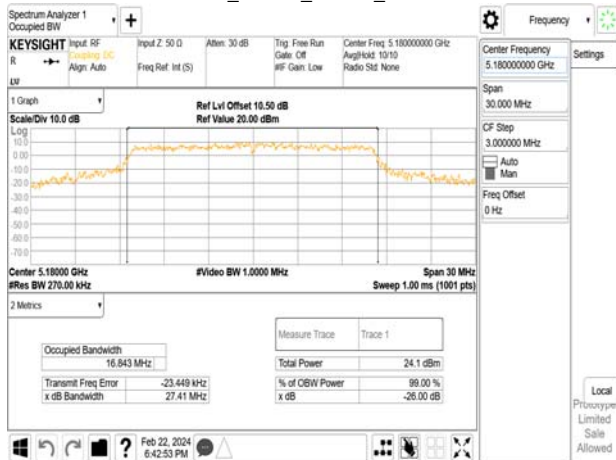 Spectrum Analyzer 1
Occupied BW
+
Frequency
KEYSIGHT
R
LXI
Input: RF
Coupling: DC
Align: Auto
Input Z: 50 Ω
Freq Ref: Int (S)
Atten: 30 dB
Trig: Free Run
Gate: Off
#IF Gain: Low
Center Freq: 5.180000000 GHz
Avg|Hold: 10/10
Radio Std: None
Center Frequency
5.180000000 GHz
Settings
Span
30.000 MHz
CF Step
3.000000 MHz
Auto
Man
Freq Offset
0 Hz
1 Graph
Scale/Div 10.0 dB
Ref Lvl Offset 10.50 dB
Ref Value 20.00 dBm
Log
10.0
0.00
-10.0
-20.0
-30.0
-40.0
-50.0
-60.0
-70.0
Center 5.18000 GHz
#Video BW 1.0000 MHz
Span 30 MHz
#Res BW 270.00 kHz
Sweep 1.00 ms (1001 pts)
2 Metrics
Measure Trace
Trace 1
Occupied Bandwidth
16.843 MHz
Total Power
24.1 dBm
Transmit Freq Error
-23.449 kHz
% of OBW Power
99.00 %
x dB Bandwidth
27.41 MHz
x dB
-26.00 dB
Local
Prototype
Limited
Sale
Allowed
?
Feb 22, 2024
6:42:53 PM